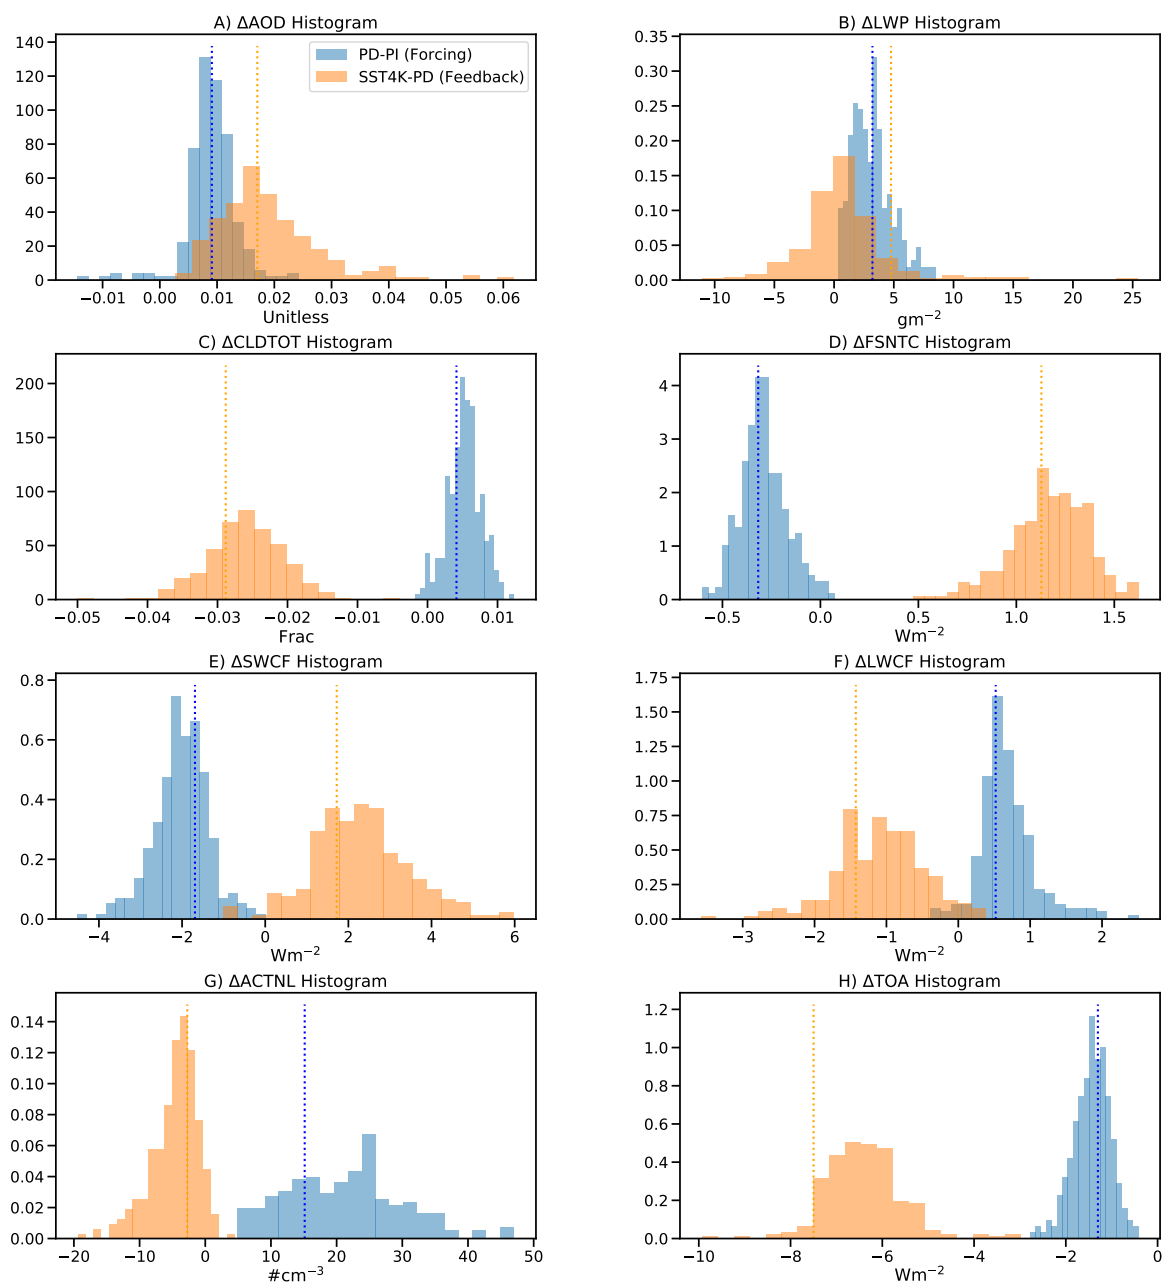 A) ΔAOD Histogram
140
120
100
80
60
40
20
0
PD-PI (Forcing)
SST4K-PD (Feedback)
−0.01 0.00 0.01 0.02 0.03 0.04 0.05 0.06
Unitless
B) ΔLWP Histogram
0.35
0.30
0.25
0.20
0.15
0.10
0.05
0.00
−10 −5 0 5 10 15 20 25
gm⁻²
C) ΔCLDTOT Histogram
200
150
100
50
0
−0.05 −0.04 −0.03 −0.02 −0.01 0.00 0.01
Frac
D) ΔFSNTC Histogram
4
3
2
1
0
−0.5 0.0 0.5 1.0 1.5
Wm⁻²
E) ΔSWCF Histogram
0.8
0.6
0.4
0.2
0.0
−4 −2 0 2 4 6
Wm⁻²
F) ΔLWCF Histogram
1.75
1.50
1.25
1.00
0.75
0.50
0.25
0.00
−3 −2 −1 0 1 2
Wm⁻²
G) ΔACTNL Histogram
0.14
0.12
0.10
0.08
0.06
0.04
0.02
0.00
−20 −10 0 10 20 30 40 50
#cm⁻³
H) ΔTOA Histogram
1.2
1.0
0.8
0.6
0.4
0.2
0.0
−10 −8 −6 −4 −2 0
Wm⁻²